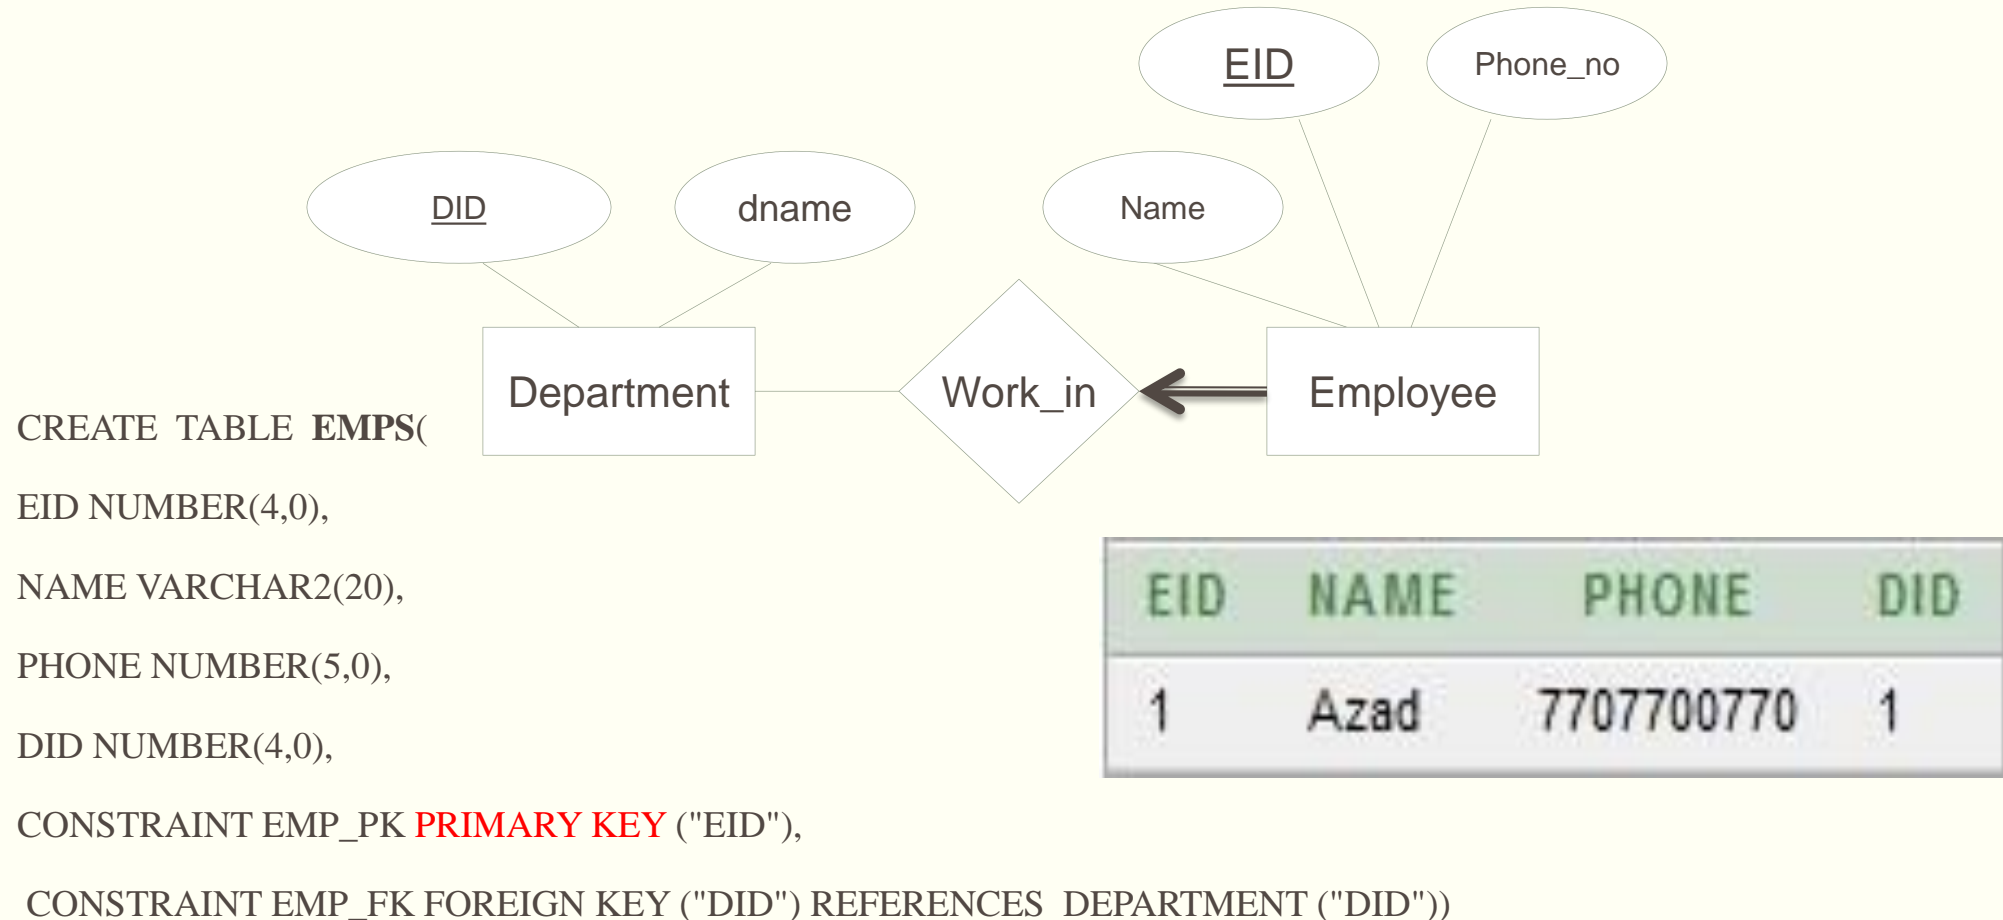 EID
Phone_no
DID
dname
Name
Department
Work_in
Employee
CREATE TABLE EMPS(
EID NUMBER(4,0),
NAME VARCHAR2(20),
PHONE NUMBER(5,0),
DID NUMBER(4,0),
CONSTRAINT EMP_PK PRIMARY KEY ("EID"),
CONSTRAINT EMP_FK FOREIGN KEY ("DID") REFERENCES DEPARTMENT ("DID"))
EID NAME PHONE DID
1 Azad 7707700770 1